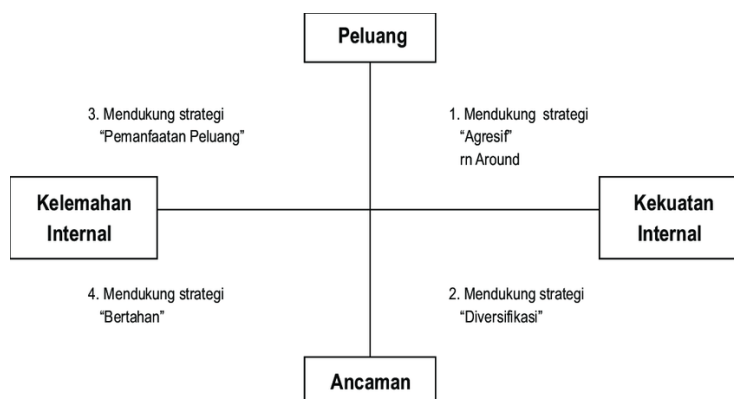 Peluang
3. Mendukung strategi
“Pemanfaatan Peluang”
1. Mendukung strategi
“Agresif”
rn Around
Kelemahan
Internal
Kekuatan
Internal
4. Mendukung strategi
“Bertahan”
2. Mendukung strategi
“Diversifikasi”
Ancaman